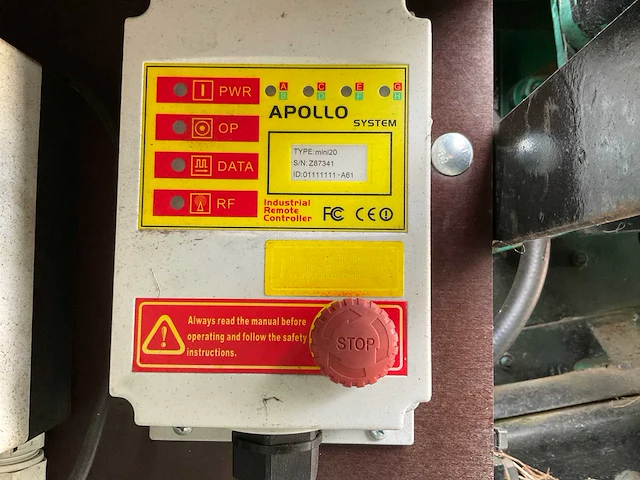 PWR
A C E G
B D F H
OP
APOLLO
SYSTEM
DATA
TYPE:mini20
S/N:Z87341
ID:01111111-A61
RF
Industrial
Remote
Controller
FC CE
Always read the manual before
operating and follow the safety
instructions.
STOP